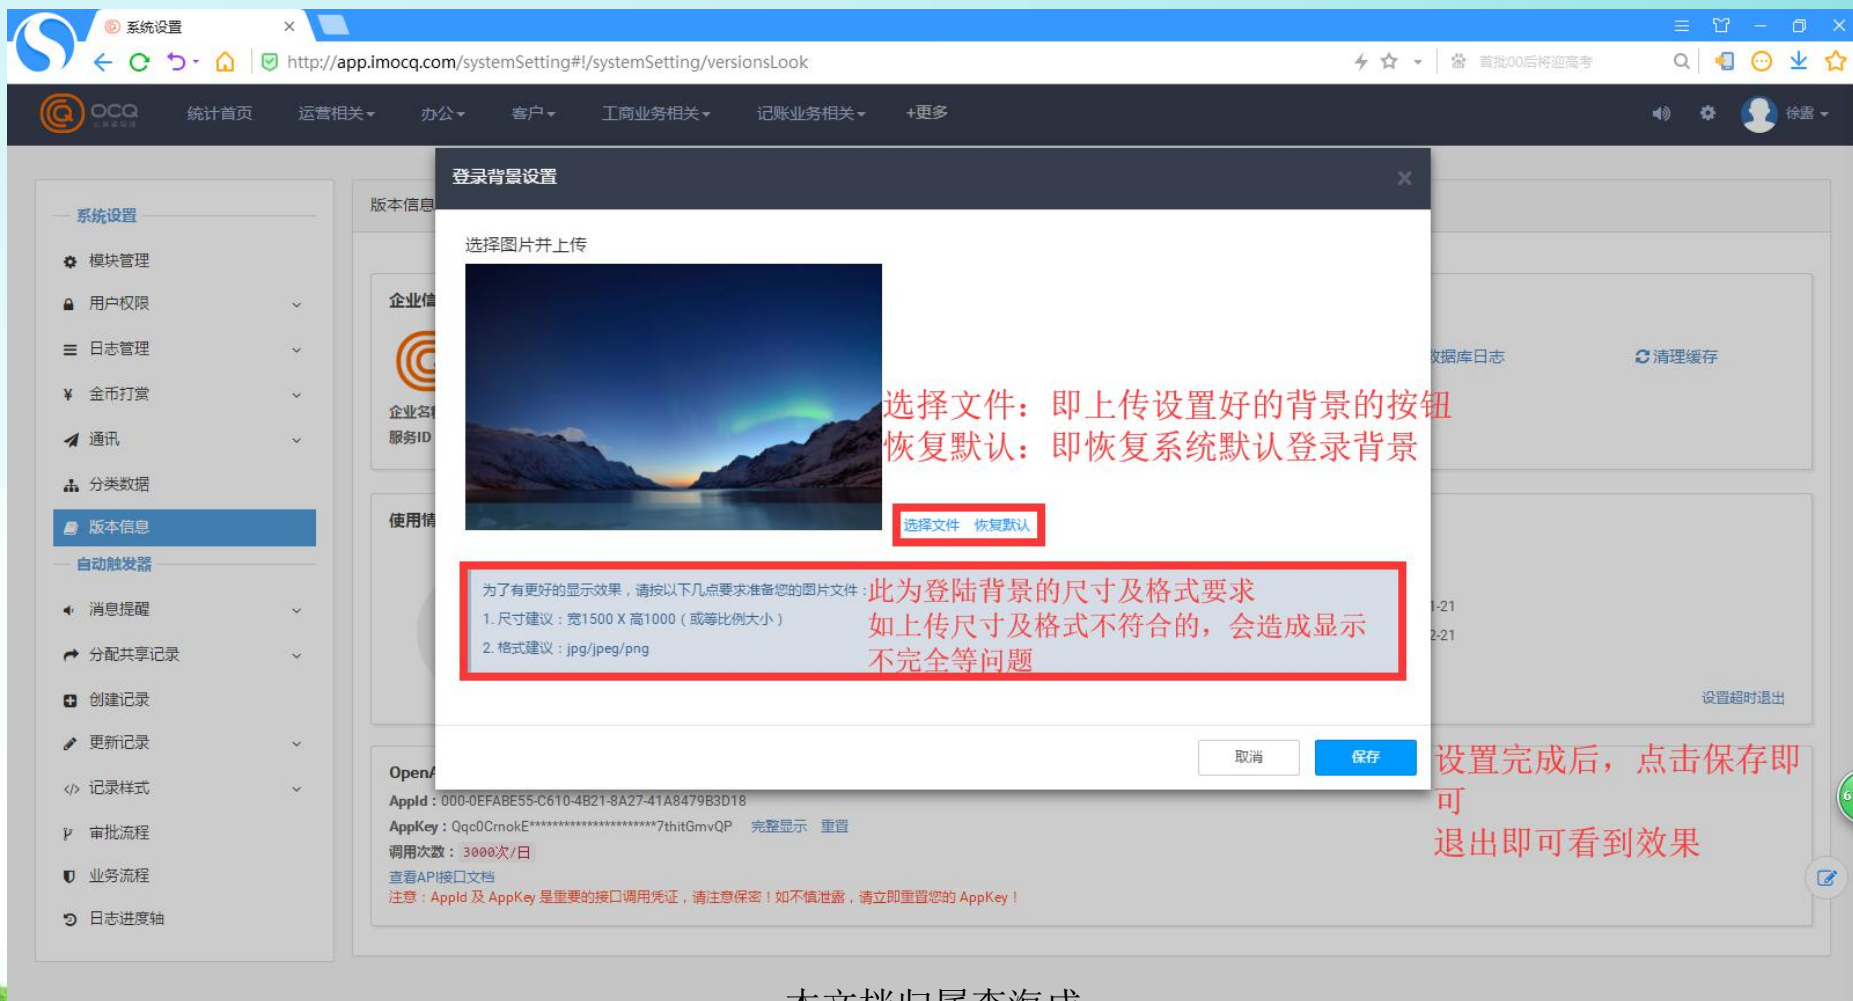 系统设置
http://app.imocq.com/systemSetting#!/systemSetting/versionsLook
首批00后将迎高考
OCQ
统计首页 运营相关 办公 客户 工商业务相关 记账业务相关 +更多
徐露
系统设置
模块管理
用户权限
日志管理
金币打赏
通讯
分类数据
版本信息
自动触发器
消息提醒
分配共享记录
创建记录
更新记录
记录样式
审批流程
业务流程
日志进度轴
版本信息
企业信
企业名称
服务ID
数据库日志
清理缓存
使用情
1-21
2-21
设置超时退出
登录背景设置
选择图片并上传
选择文件：即上传设置好的背景的按钮
恢复默认：即恢复系统默认登录背景
选择文件 恢复默认
为了有更好的显示效果，请按以下几点要求准备您的图片文件：
1. 尺寸建议：宽1500 X 高1000（或等比例大小）
2. 格式建议：jpg/jpeg/png
此为登陆背景的尺寸及格式要求
如上传尺寸及格式不符合的，会造成显示
不完全等问题
取消 保存
设置完成后，点击保存即
可
退出即可看到效果
OpenA
AppId：000-0EFABE55-C610-4B21-8A27-41A8479B3D18
AppKey：Qqc0CrnokE**********************7thitGmvQP 完整显示 重置
调用次数：3000次/日
查看API接口文档
注意：AppId 及 AppKey 是重要的接口调用凭证，请注意保密！如不慎泄露，请立即重置您的 AppKey！